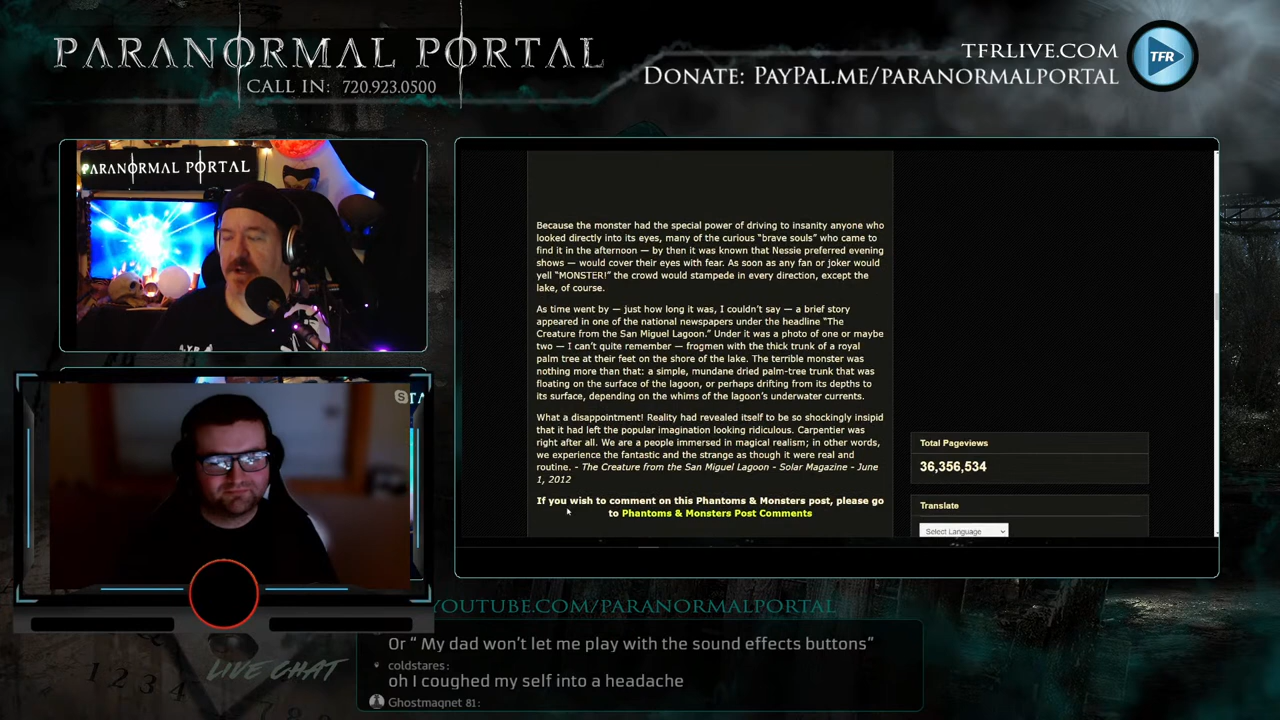 PARANORMAL PORTAL
CALL IN: 720.923.0500
TFRLIVE.COM
DONATE: PAYPAL.ME/PARANORMALPORTAL
TFR
PARANORMAL PORTAL
Because the monster had the special power of driving to insanity anyone who
looked directly into its eyes, many of the curious “brave souls” who came to
find it in the afternoon — by then it was known that Nessie preferred evening
shows — would cover their eyes with fear. As soon as any fan or joker would
yell “MONSTER!” the crowd would stampede in every direction, except the
lake, of course.
As time went by — just how long it was, I couldn’t say — a brief story
appeared in one of the national newspapers under the headline “The
Creature from the San Miguel Lagoon.” Under it was a photo of one or maybe
two — I can’t quite remember — frogmen with the thick trunk of a royal
palm tree at their feet on the shore of the lake. The terrible monster was
nothing more than that: a simple, mundane dried palm-tree trunk that was
floating on the surface of the lagoon, or perhaps drifting from its depths to
its surface, depending on the whims of the lagoon’s underwater currents.
What a disappointment! Reality had revealed itself to be so shockingly insipid
that it had left the popular imagination looking ridiculous. Carpentier was
right after all. We are a people immersed in magical realism; in other words,
we experience the fantastic and the strange as though it were real and
routine. - The Creature from the San Miguel Lagoon - Solar Magazine - June
1, 2012
If you wish to comment on this Phantoms & Monsters post, please go
to Phantoms & Monsters Post Comments
Total Pageviews
36,356,534
Translate
Select Language
YOUTUBE.COM/PARANORMALPORTAL
LIVE CHAT
1 2 3 4
Or “ My dad won’t let me play with the sound effects buttons”
coldstares:
oh I coughed my self into a headache
Ghostmagnet 81: